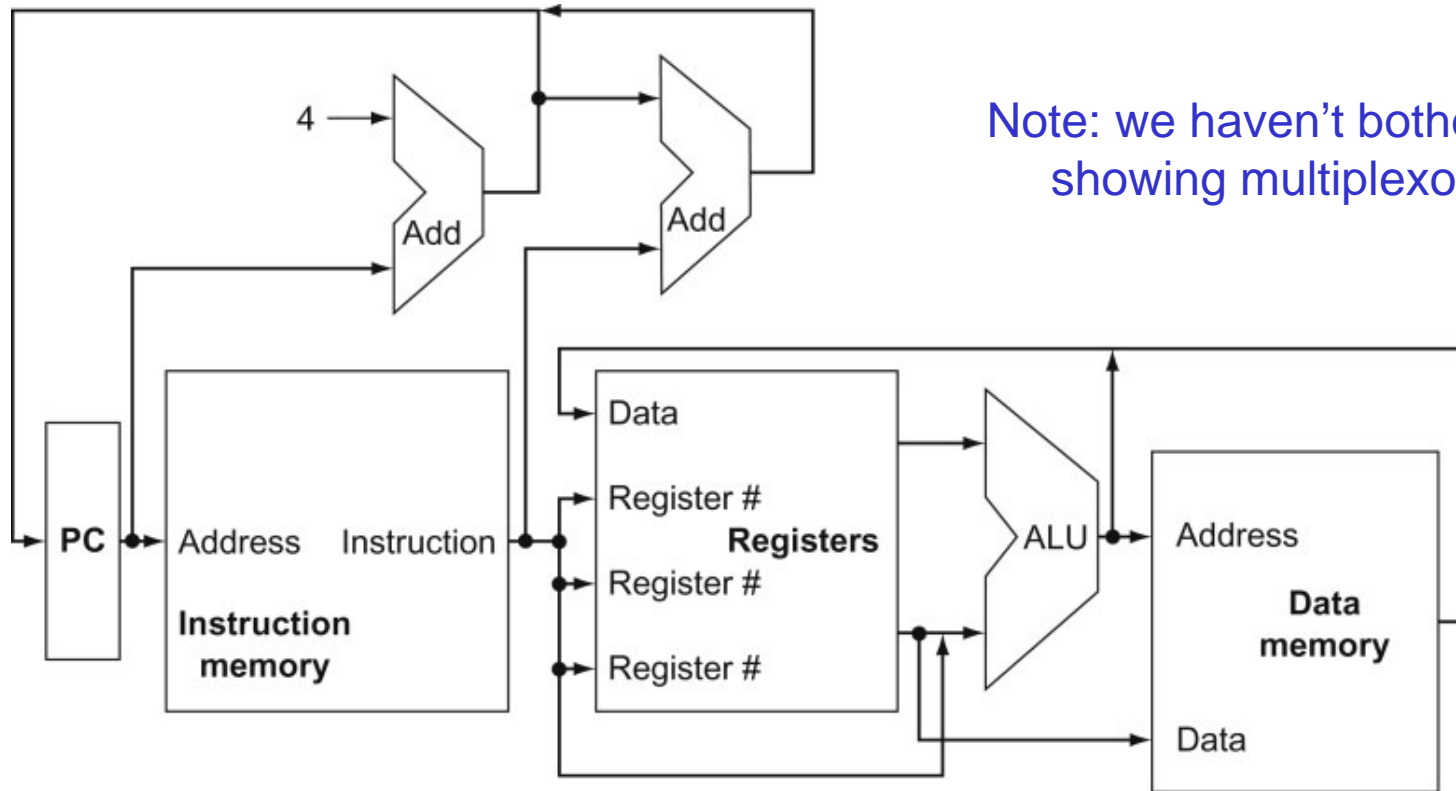 4
Add
Add
Note: we haven't bothe
showing multiplexo
Data
Register #
PC
Address
Instruction
Registers
ALU
Address
Register #
Instruction
memory
Data
memory
Register #
Data